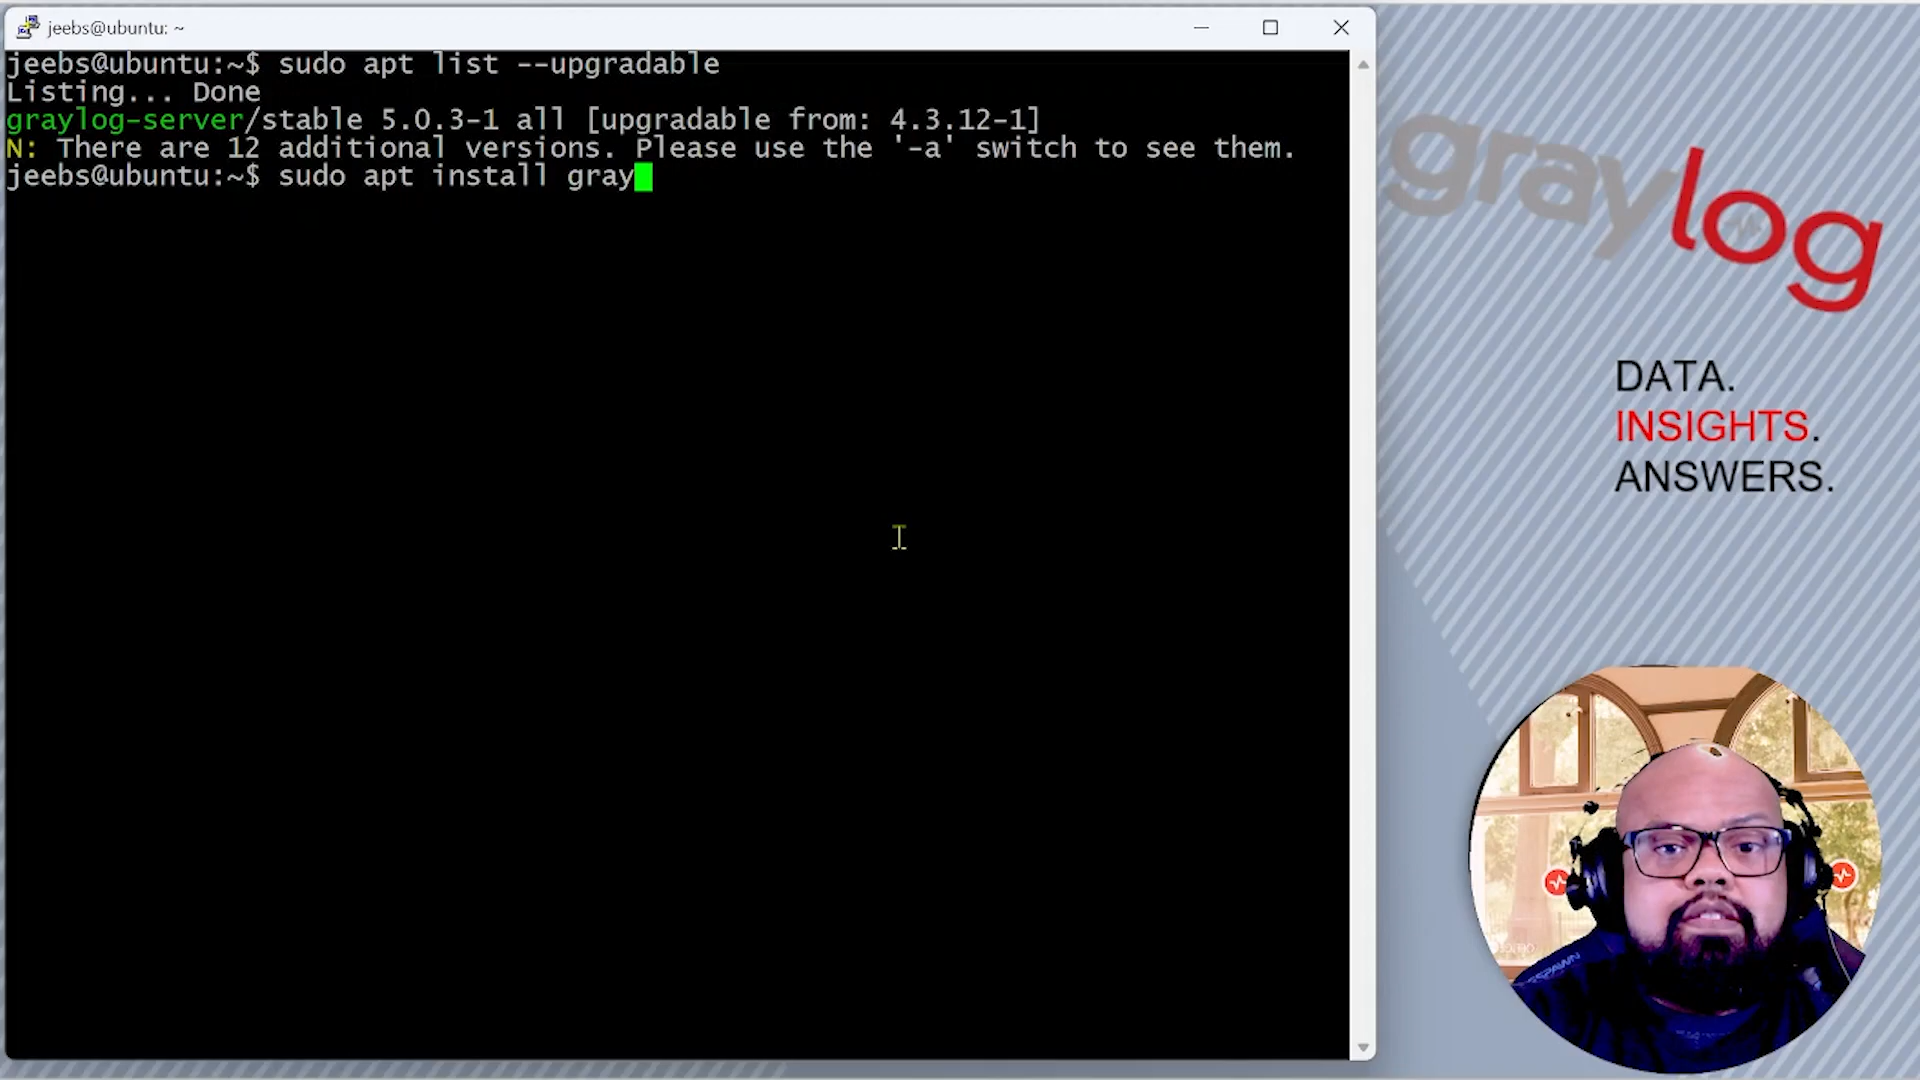 jeebs@ubuntu: ~
jeebs@ubuntu:~$ sudo apt list --upgradable
Listing... Done
graylog-server/stable 5.0.3-1 all [upgradable from: 4.3.12-1]
N: There are 12 additional versions. Please use the '-a' switch to see them.
jeebs@ubuntu:~$ sudo apt install gray
graylog
DATA.
INSIGHTS.
ANSWERS.